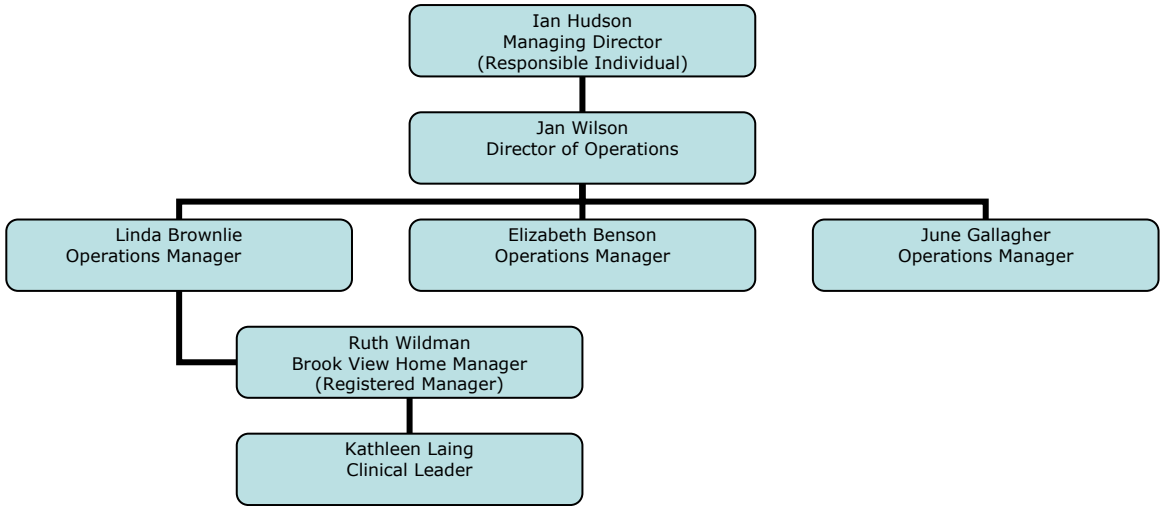 Ian Hudson
Managing Director
(Responsible Individual)
Jan Wilson
Director of Operations
Linda Brownlie
Operations Manager
Elizabeth Benson
Operations Manager
June Gallagher
Operations Manager
Ruth Wildman
Brook View Home Manager
(Registered Manager)
Kathleen Laing
Clinical Leader